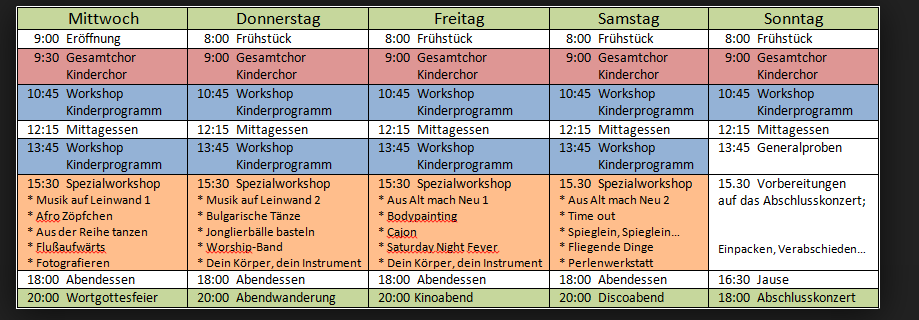 Mittwoch Donnerstag Freitag Samstag Sonntag
9:00 Eröffnung 8:00 Frühstück 8:00 Frühstück 8:00 Frühstück 8:00 Frühstück
9:30 Gesamtchor 9:00 Gesamtchor 9:00 Gesamtchor 9:00 Gesamtchor 9:00 Gesamtchor
Kinderchor Kinderchor Kinderchor Kinderchor Kinderchor
10:45 Workshop 10:45 Workshop 10:45 Workshop 10:45 Workshop 10:45 Workshop
Kinderprogramm Kinderprogramm Kinderprogramm Kinderprogramm Kinderprogramm
12:15 Mittagessen 12:15 Mittagessen 12:15 Mittagessen 12:15 Mittagessen 12:15 Mittagessen
13:45 Workshop 13:45 Workshop 13:45 Workshop 13:45 Workshop 13:45 Generalproben
Kinderprogramm Kinderprogramm Kinderprogramm Kinderprogramm
15:30 Spezialworkshop 15:30 Spezialworkshop 15:30 Spezialworkshop 15.30 Spezialworkshop 15.30 Vorbereitungen
* Musik auf Leinwand 1 * Musik auf Leinwand 2 * Aus Alt mach Neu 1 * Aus Alt mach Neu 2 auf das Abschlusskonzert;
* Afro Zöpfchen * Bulgarische Tänze * Bodypainting * Time out
* Aus der Reihe tanzen * Jonglierbälle basteln * Cajon * Spieglein, Spieglein...
* Flußaufwärts * Worship-Band * Saturday Night Fever * Fliegende Dinge Einpacken, Verabschieden...
* Fotografieren * Dein Körper, dein Instrument * Dein Körper, dein Instrument * Perlenwerkstatt
18:00 Abendessen 18:00 Abendessen 18:00 Abendessen 18:00 Abendessen 16:30 Jause
20:00 Wortgottesfeier 20:00 Abendwanderung 20:00 Kinoabend 20:00 Discoabend 18:00 Abschlusskonzert